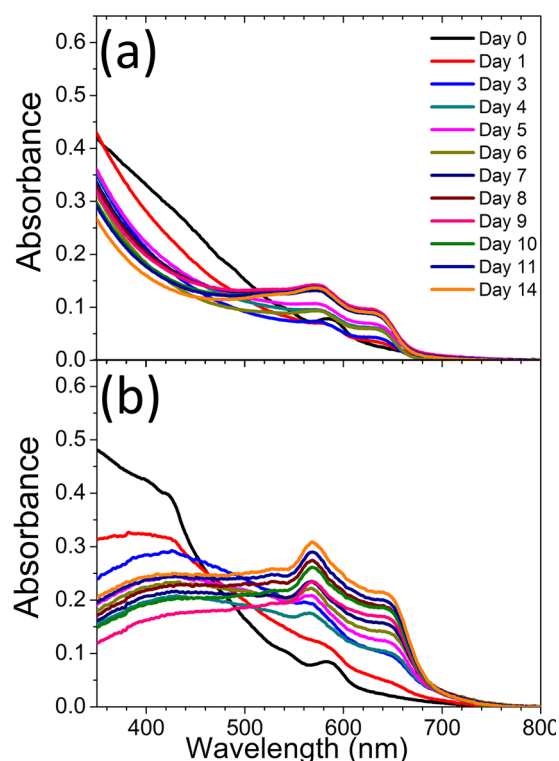 (a)
Absorbance
0.6
0.5
0.4
0.3
0.2
0.1
0.0
Day 0
Day 1
Day 3
Day 4
Day 5
Day 6
Day 7
Day 8
Day 9
Day 10
Day 11
Day 14
(b)
Absorbance
0.6
0.5
0.4
0.3
0.2
0.1
0.0
400 500 600 700 800
Wavelength (nm)